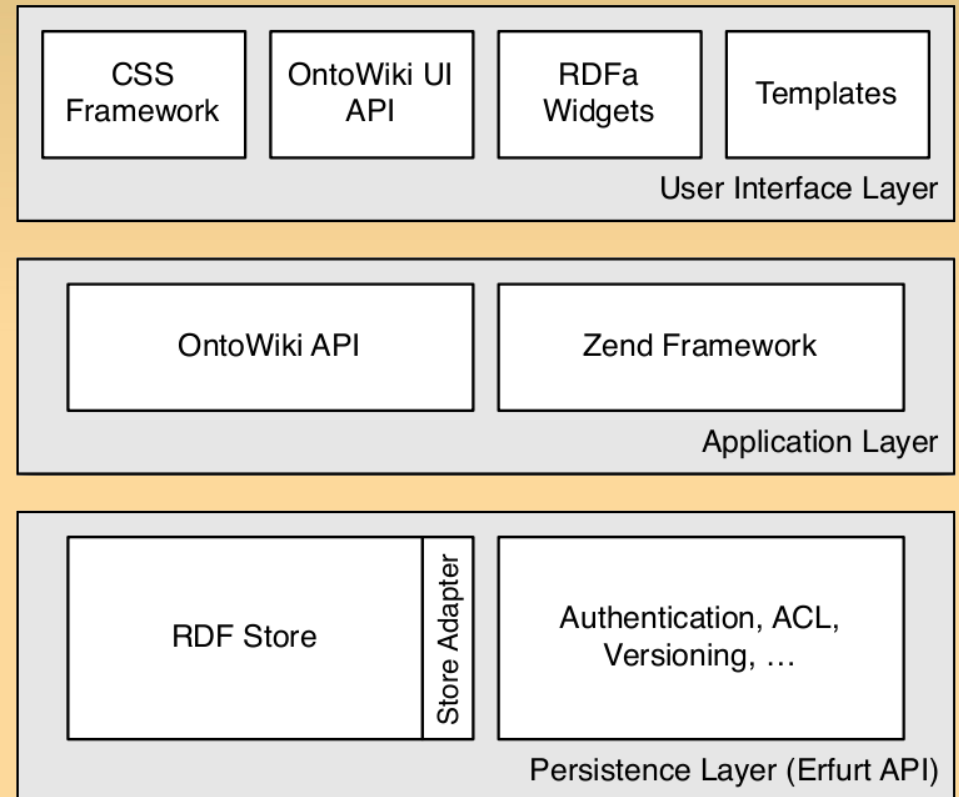 CSS
Framework
OntoWiki UI
API
RDFa
Widgets
Templates
User Interface Layer
OntoWiki API
Zend Framework
Application Layer
RDF Store
Store Adapter
Authentication, ACL,
Versioning, …
Persistence Layer (Erfurt API)